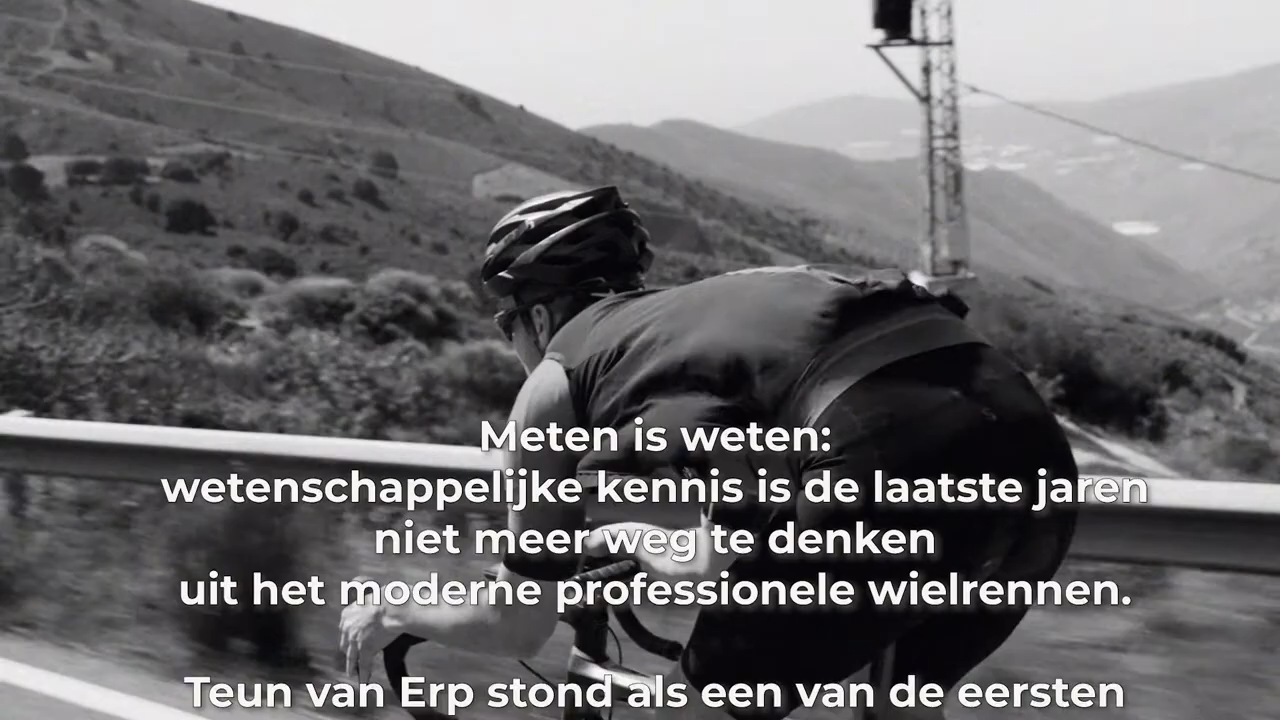 Meten is weten:
wetenschappelijke kennis is de laatste jaren
niet meer weg te denken
uit het moderne professionele wielrennen.
Teun van Erp stond als een van de eersten